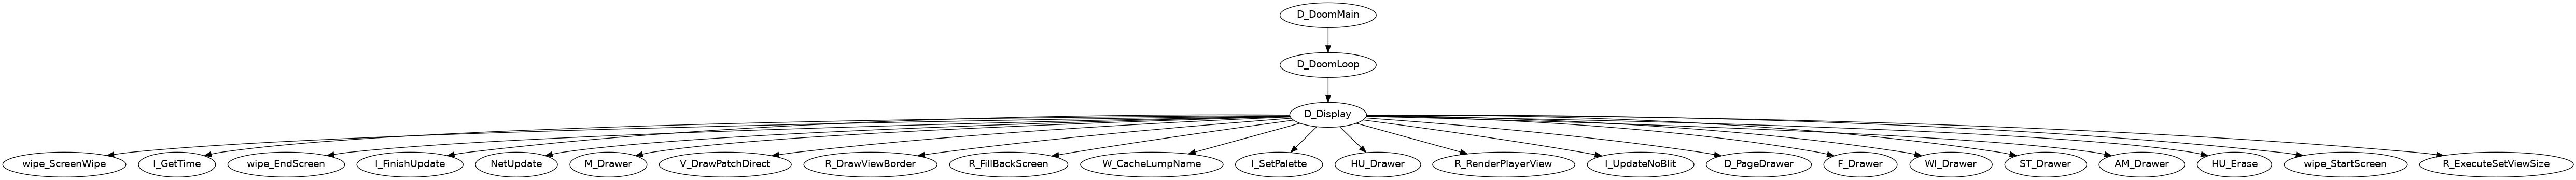 D_DoomMain
D_DoomLoop
D_Display
wipe_ScreenWipe
I_GetTime
wipe_EndScreen
I_FinishUpdate
NetUpdate
M_Drawer
V_DrawPatchDirect
R_DrawViewBorder
R_FillBackScreen
W_CacheLumpName
I_SetPalette
HU_Drawer
R_RenderPlayerView
I_UpdateNoBlit
D_PageDrawer
F_Drawer
WI_Drawer
ST_Drawer
AM_Drawer
HU_Erase
wipe_StartScreen
R_ExecuteSetViewSize